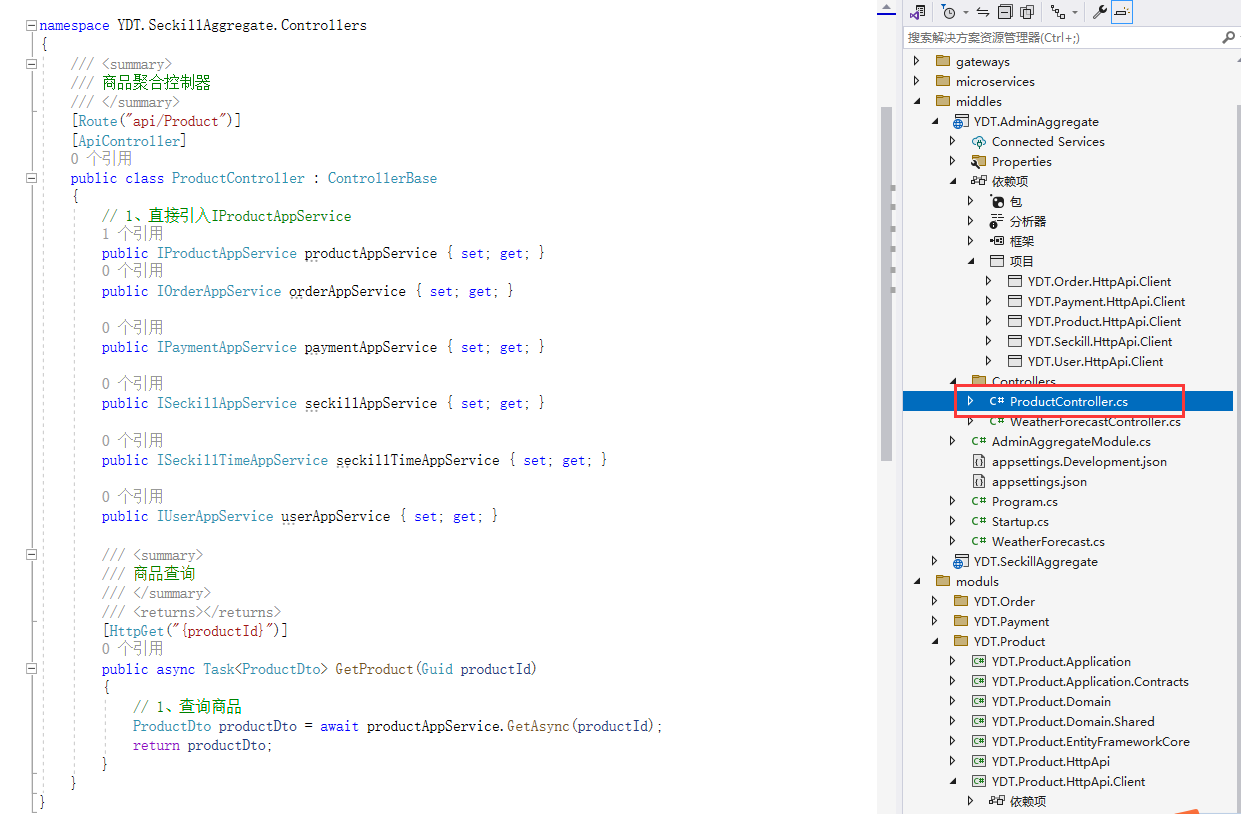 namespace YDT.SeckillAggregate.Controllers
{
/// <summary>
/// 商品聚合控制器
/// </summary>
[Route("api/Product")]
[ApiController]
0 个引用
public class ProductController : ControllerBase
{
// 1、直接引入IProductAppService
1 个引用
public IProductAppService productAppService { set; get; }
0 个引用
public IOrderAppService orderAppService { set; get; }
0 个引用
public IPaymentAppService paymentAppService { set; get; }
0 个引用
public ISeckillAppService seckillAppService { set; get; }
0 个引用
public ISeckillTimeAppService seckillTimeAppService { set; get; }
0 个引用
public IUserAppService userAppService { set; get; }
/// <summary>
/// 商品查询
/// </summary>
/// <returns></returns>
[HttpGet("{productId}")]
0 个引用
public async Task<ProductDto> GetProduct(Guid productId)
{
// 1、查询商品
ProductDto productDto = await productAppService.GetAsync(productId);
return productDto;
}
}
}
搜索解决方案资源管理器(Ctrl+;)
gateways
microservices
middles
YDT.AdminAggregate
Connected Services
Properties
依赖项
包
分析器
框架
项目
YDT.Order.HttpApi.Client
YDT.Payment.HttpApi.Client
YDT.Product.HttpApi.Client
YDT.Seckill.HttpApi.Client
YDT.User.HttpApi.Client
Controllers
C# ProductController.cs
C# WeatherForecastController.cs
C# AdminAggregateModule.cs
appsettings.Development.json
appsettings.json
C# Program.cs
C# Startup.cs
C# WeatherForecast.cs
YDT.SeckillAggregate
moduls
YDT.Order
YDT.Payment
YDT.Product
C# YDT.Product.Application
C# YDT.Product.Application.Contracts
C# YDT.Product.Domain
C# YDT.Product.Domain.Shared
C# YDT.Product.EntityFrameworkCore
C# YDT.Product.HttpApi
C# YDT.Product.HttpApi.Client
依赖项